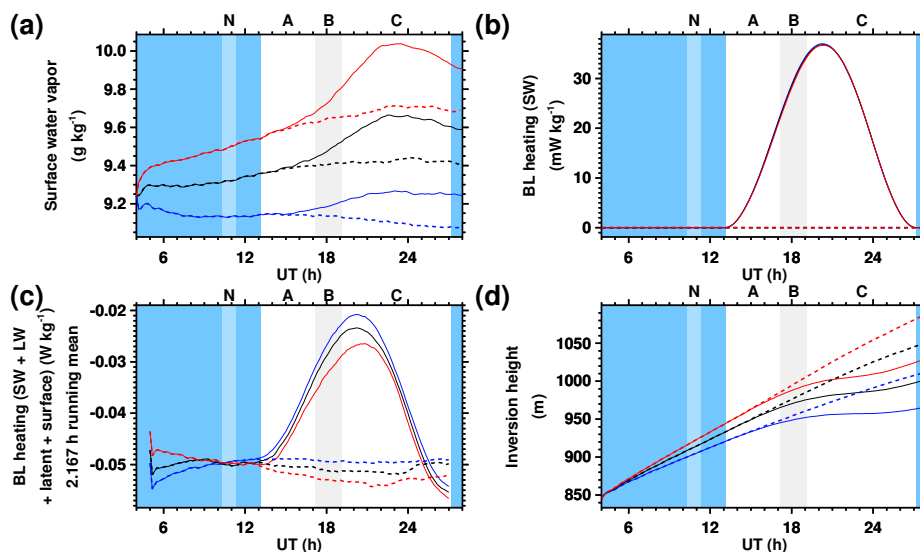 (a)
N A B C
Surface water vapor
(g kg-1)
10.0
9.8
9.6
9.4
9.2
6 12 18 24
UT (h)
(b)
N A B C
BL heating (SW)
(mW kg-1)
30
20
10
0
6 12 18 24
UT (h)
(c)
N A B C
BL heating (SW + LW
+ latent + surface) (W kg-1)
2.167 h running mean
-0.02
-0.03
-0.04
-0.05
6 12 18 24
UT (h)
(d)
N A B C
Inversion height
(m)
1050
1000
950
900
850
6 12 18 24
UT (h)